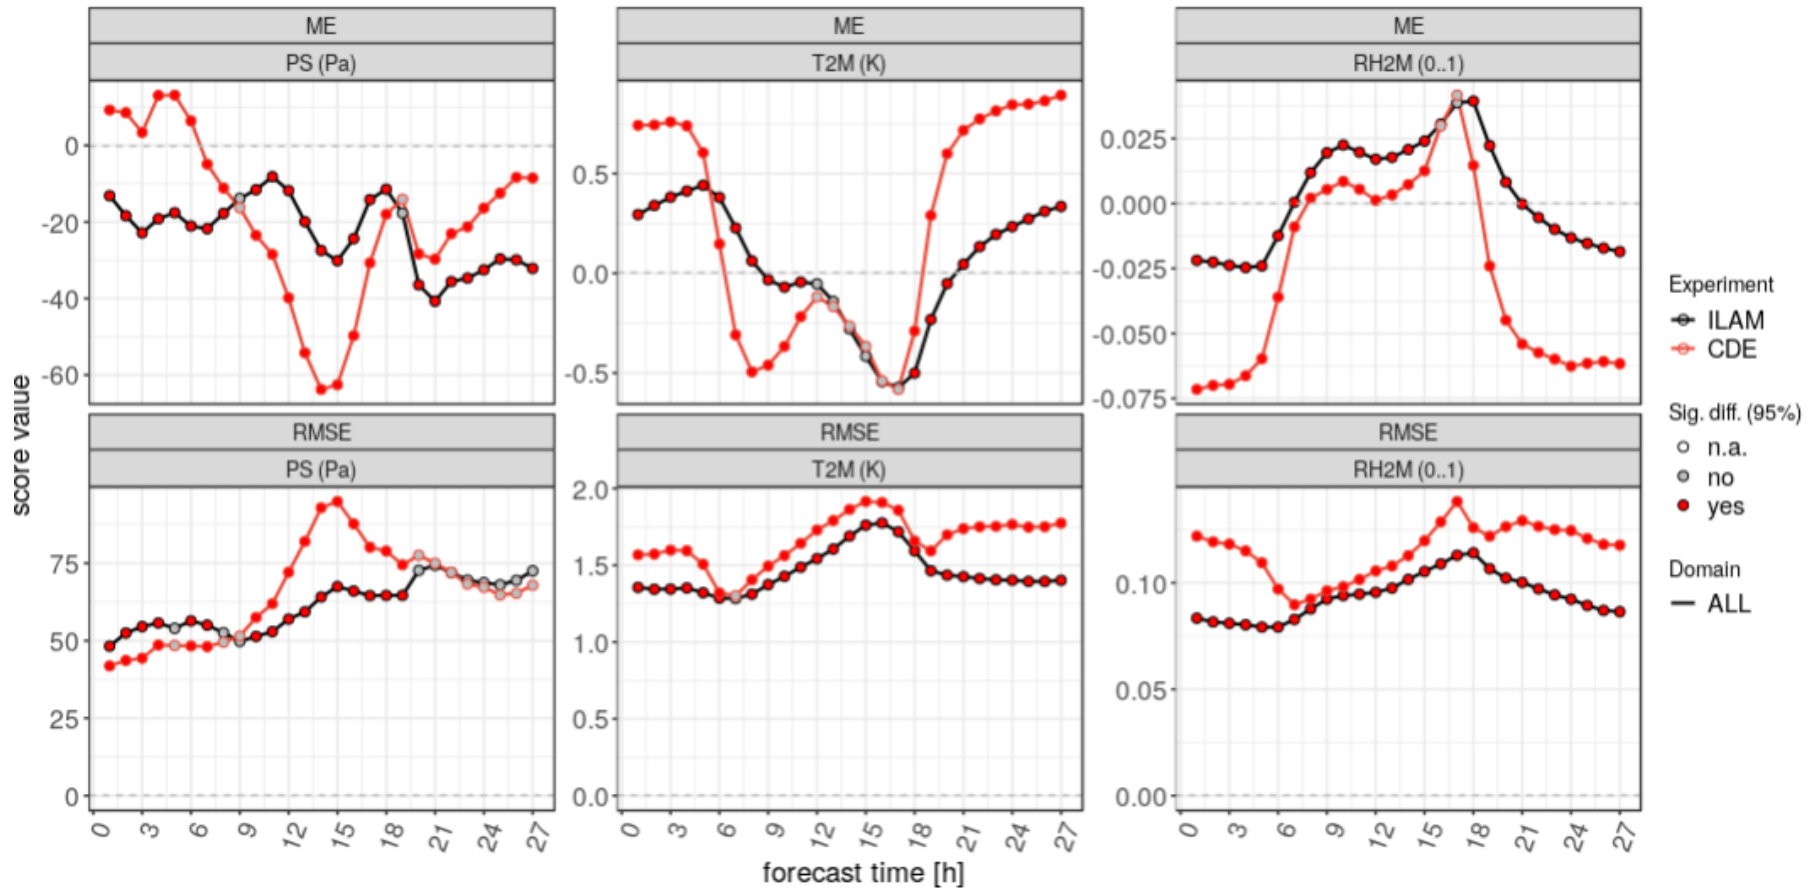 ME
PS (Pa)
0
-20
-40
-60
ME
T2M (K)
0.5
0.0
-0.5
ME
RH2M (0..1)
0.025
0.000
-0.025
-0.050
-0.075
RMSE
PS (Pa)
75
50
25
0
RMSE
T2M (K)
2.0
1.5
1.0
0.5
0.0
RMSE
RH2M (0..1)
0.10
0.05
0.00
0 3 6 9 12 15 18 21 24 27
0 3 6 9 12 15 18 21 24 27
0 3 6 9 12 15 18 21 24 27
score value
forecast time [h]
Experiment
ILAM
CDE
Sig. diff. (95%)
n.a.
no
yes
Domain
ALL